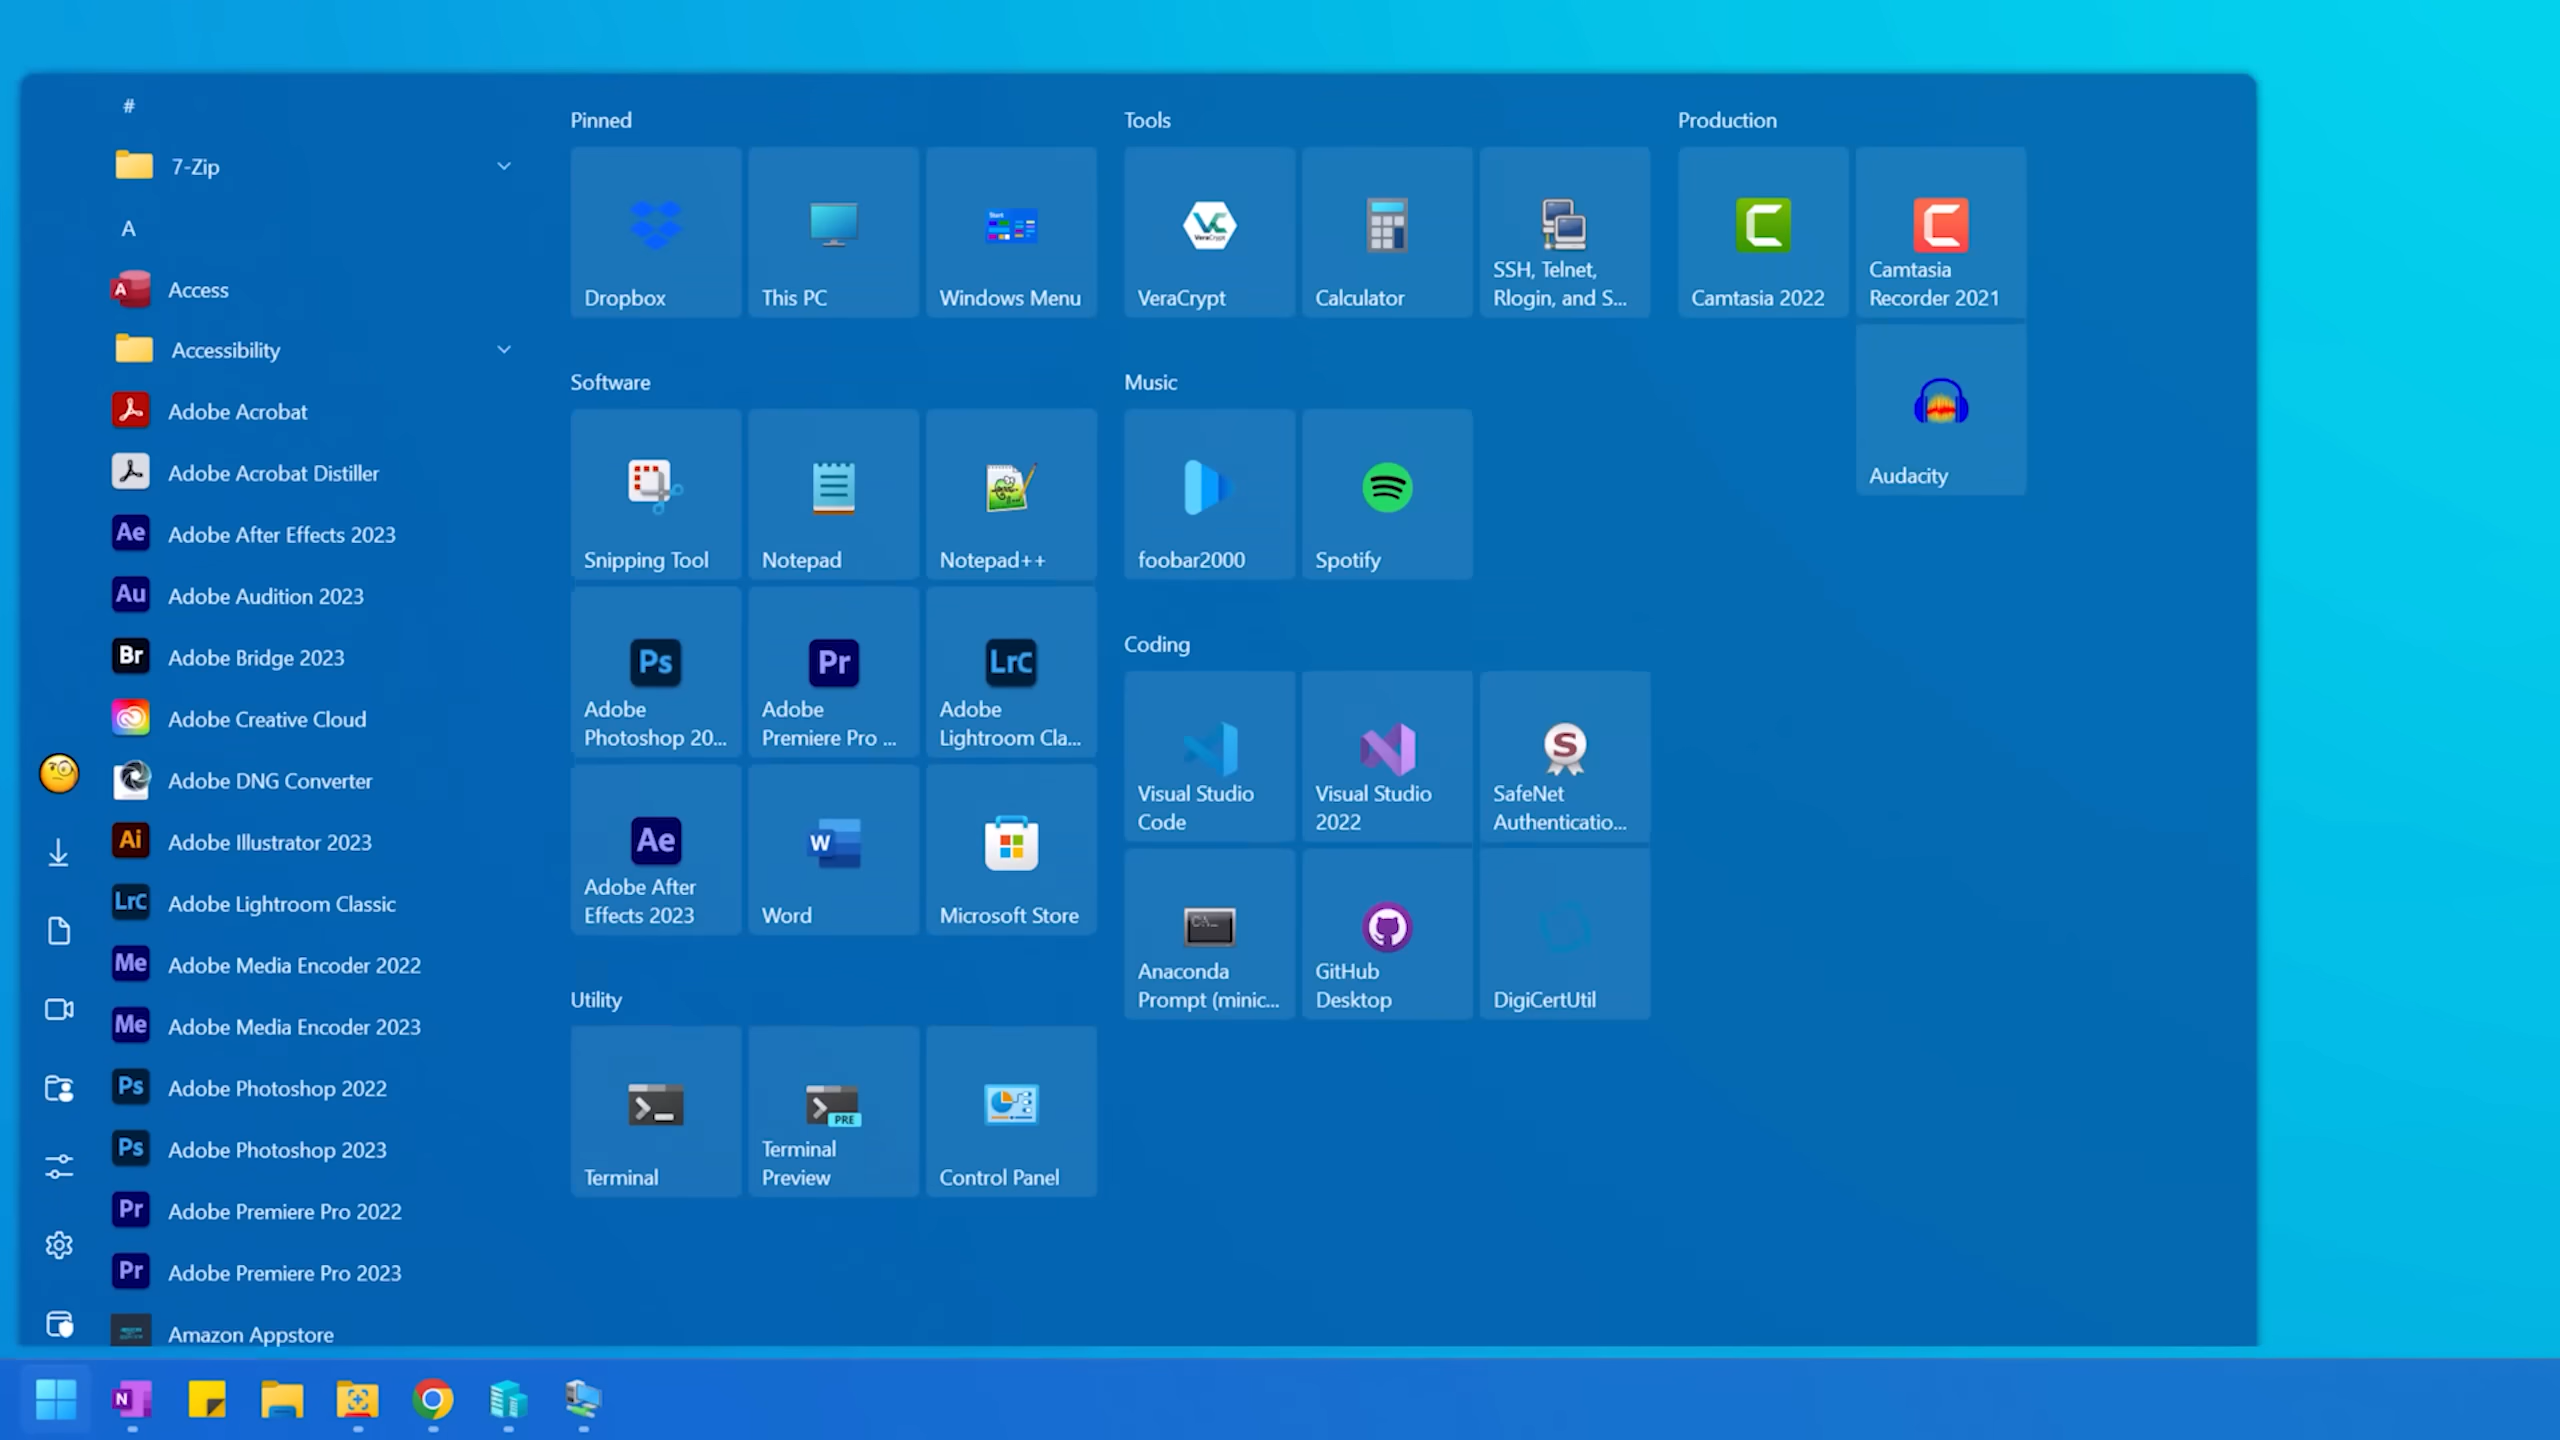 #
7-Zip
A
Access
Accessibility
Adobe Acrobat
Adobe Acrobat Distiller
Adobe After Effects 2023
Adobe Audition 2023
Adobe Bridge 2023
Adobe Creative Cloud
Adobe DNG Converter
Adobe Illustrator 2023
Adobe Lightroom Classic
Adobe Media Encoder 2022
Adobe Media Encoder 2023
Adobe Photoshop 2022
Adobe Photoshop 2023
Adobe Premiere Pro 2022
Adobe Premiere Pro 2023
Amazon Appstore
Pinned
Dropbox
This PC
Windows Menu
Software
Snipping Tool
Notepad
Notepad++
Adobe
Photoshop 20...
Adobe
Premiere Pro ...
Adobe
Lightroom Cla...
Adobe After
Effects 2023
Word
Microsoft Store
Utility
Terminal
Terminal
Preview
Control Panel
Tools
VeraCrypt
Calculator
SSH, Telnet,
Rlogin, and S...
Music
foobar2000
Spotify
Coding
Visual Studio
Code
Visual Studio
2022
SafeNet
Authenticatio...
Anaconda
Prompt (minic...
GitHub
Desktop
DigiCertUtil
Production
Camtasia 2022
Camtasia
Recorder 2021
Audacity